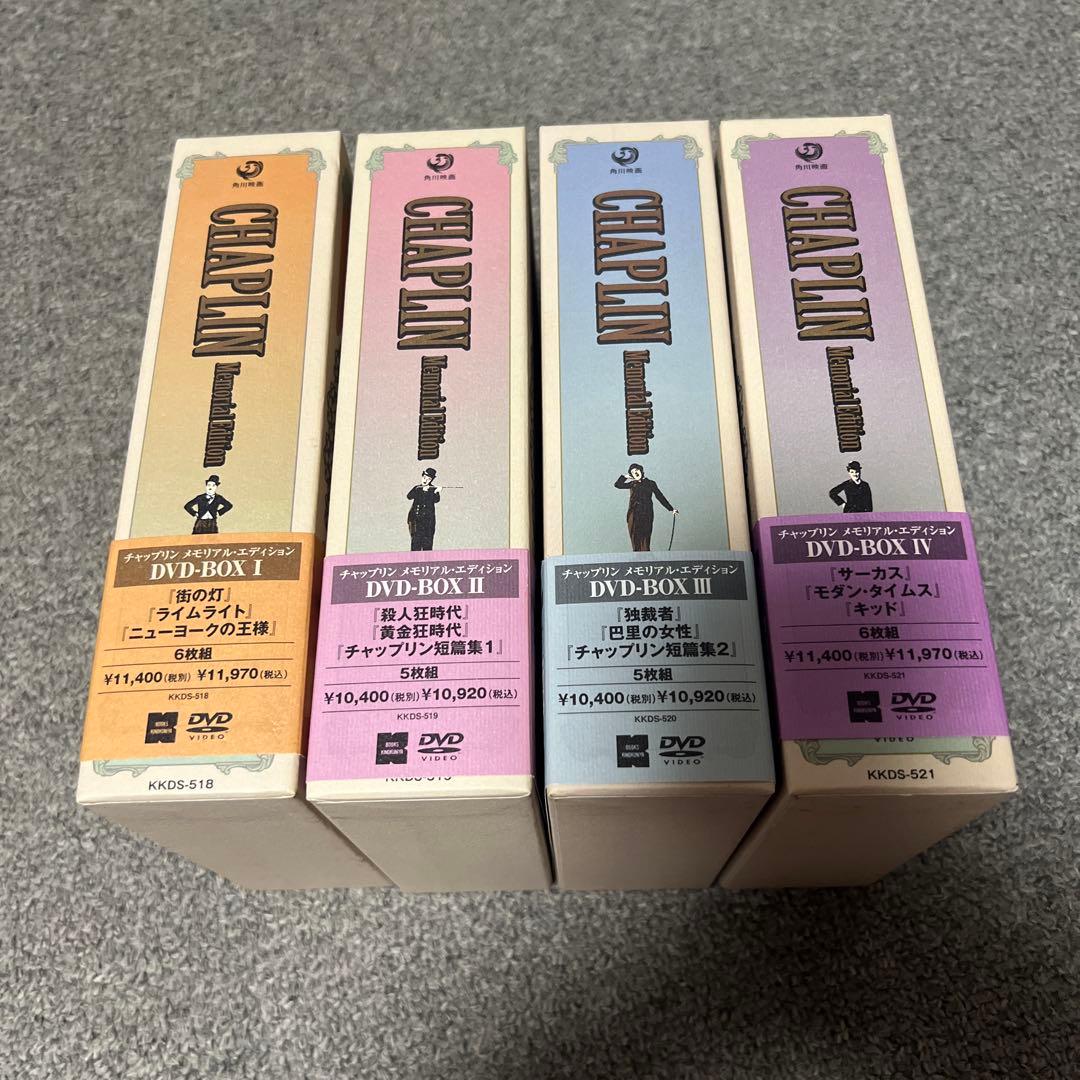 角川映画
CHAPLIN
Memorial Edition
チャップリン メモリアル・エディション
DVD-BOX I
『街の灯』
『ライムライト』
『ニューヨークの王様』
6枚組
¥11,400(税別) ¥11,970(税込)
KKDS-518
BOOKS
KINOKUNIYA
DVD
VIDEO
KKDS-518
角川映画
CHAPLIN
Memorial Edition
チャップリン メモリアル・エディション
DVD-BOX II
『殺人狂時代』
『黄金狂時代』
『チャップリン短篇集1』
5枚組
¥10,400(税別) ¥10,920(税込)
KKDS-519
BOOKS
KINOKUNIYA
DVD
VIDEO
角川映画
CHAPLIN
Memorial Edition
チャップリン メモリアル・エディション
DVD-BOX III
『独裁者』
『巴里の女性』
『チャップリン短篇集2』
5枚組
¥10,400(税別) ¥10,920(税込)
KKDS-520
BOOKS
KINOKUNIYA
DVD
VIDEO
角川映画
CHAPLIN
Memorial Edition
チャップリン メモリアル・エディション
DVD-BOX IV
『サーカス』
『モダン・タイムス』
『キッド』
6枚組
¥11,400(税別) ¥11,970(税込)
KKDS-521
BOOKS
KINOKUNIYA
DVD
VIDEO
KKDS-521